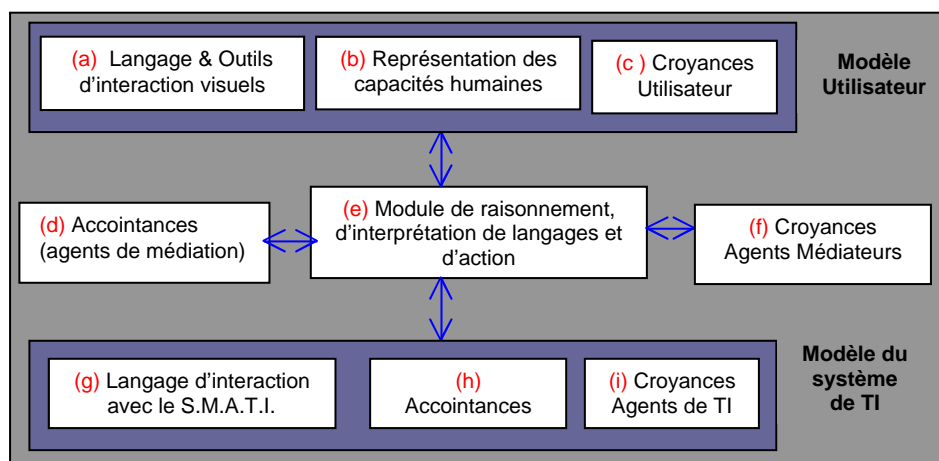 (a) Langage & Outils
d'interaction visuels
(b) Représentation des
capacités humaines
(c ) Croyances
Utilisateur
Modèle
Utilisateur
(d) Accointances
(agents de médiation)
(e) Module de raisonnement,
d'interprétation de langages et
d'action
(f) Croyances
Agents Médiateurs
(g) Langage d'interaction
avec le S.M.A.T.I.
(h)
Accointances
(i) Croyances
Agents de TI
Modèle du
système
de TI